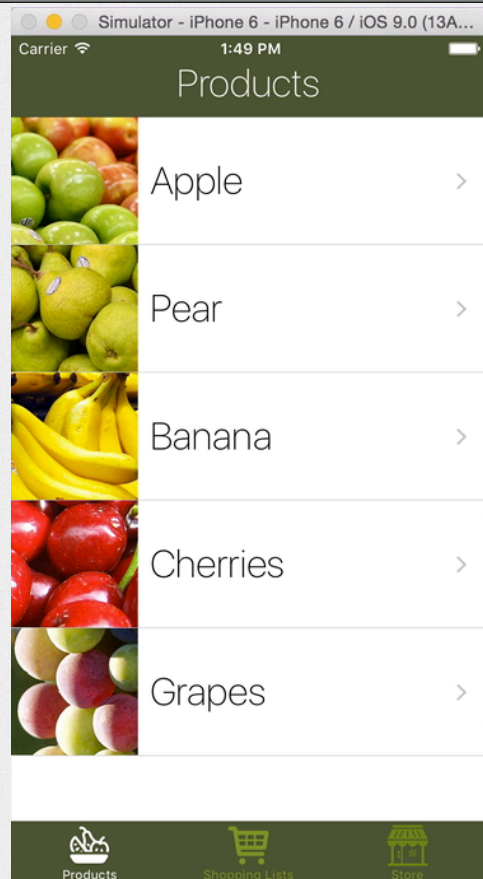 Simulator - iPhone 6 - iPhone 6 / iOS 9.0 (13A...
Carrier 1:49 PM
Products
Apple
Pear
Banana
Cherries
Grapes
Products Shopping Lists Store